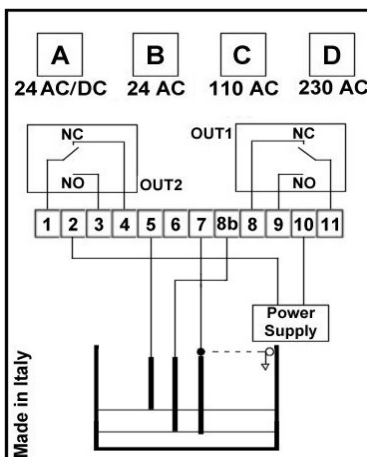 A B C D
24 AC/DC 24 AC 110 AC 230 AC
NC OUT1 NC
NO OUT2 NO
1 2 3 4 5 6 7 8b 8 9 10 11
Power
Supply
Made in Italy